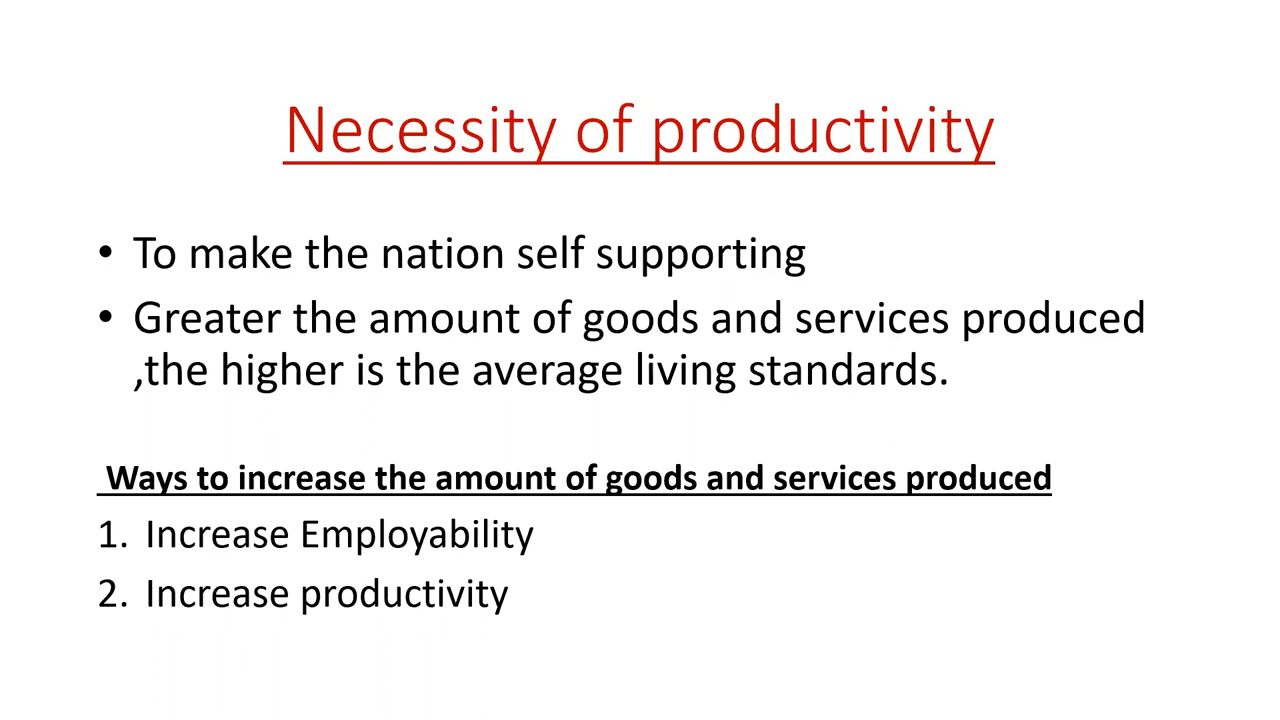 Necessity of productivity
• To make the nation self supporting
• Greater the amount of goods and services produced
,the higher is the average living standards.
Ways to increase the amount of goods and services produced
1. Increase Employability
2. Increase productivity